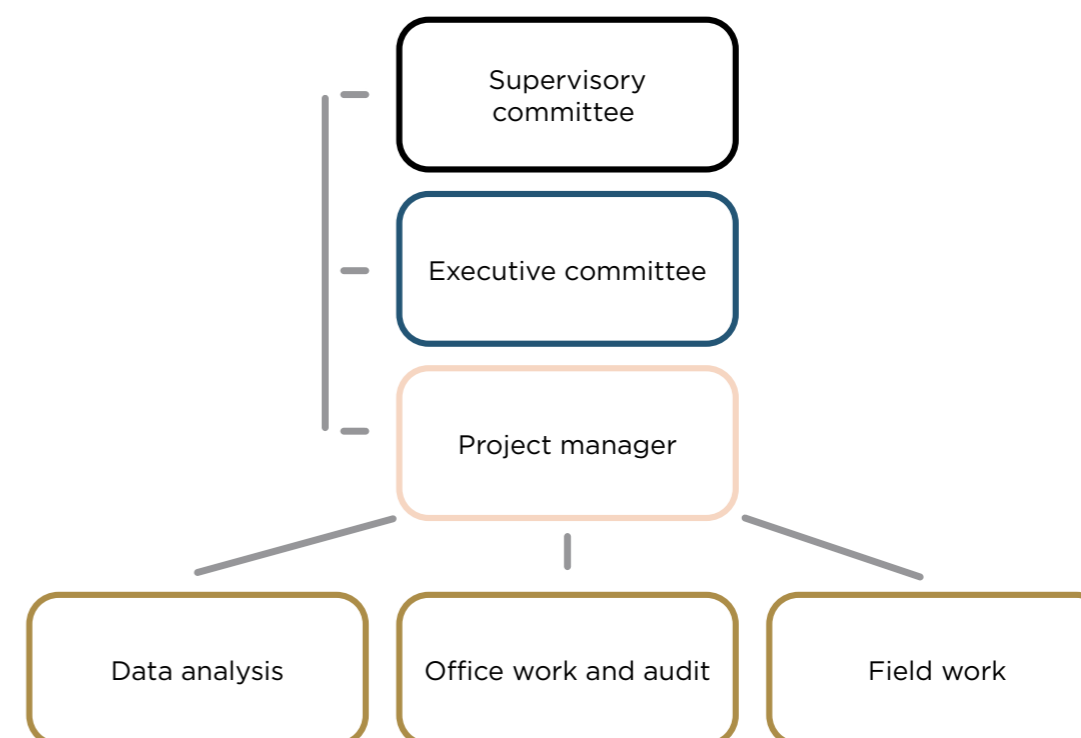 Supervisory
committee
Executive committee
Project manager
Data analysis
Office work and audit
Field work